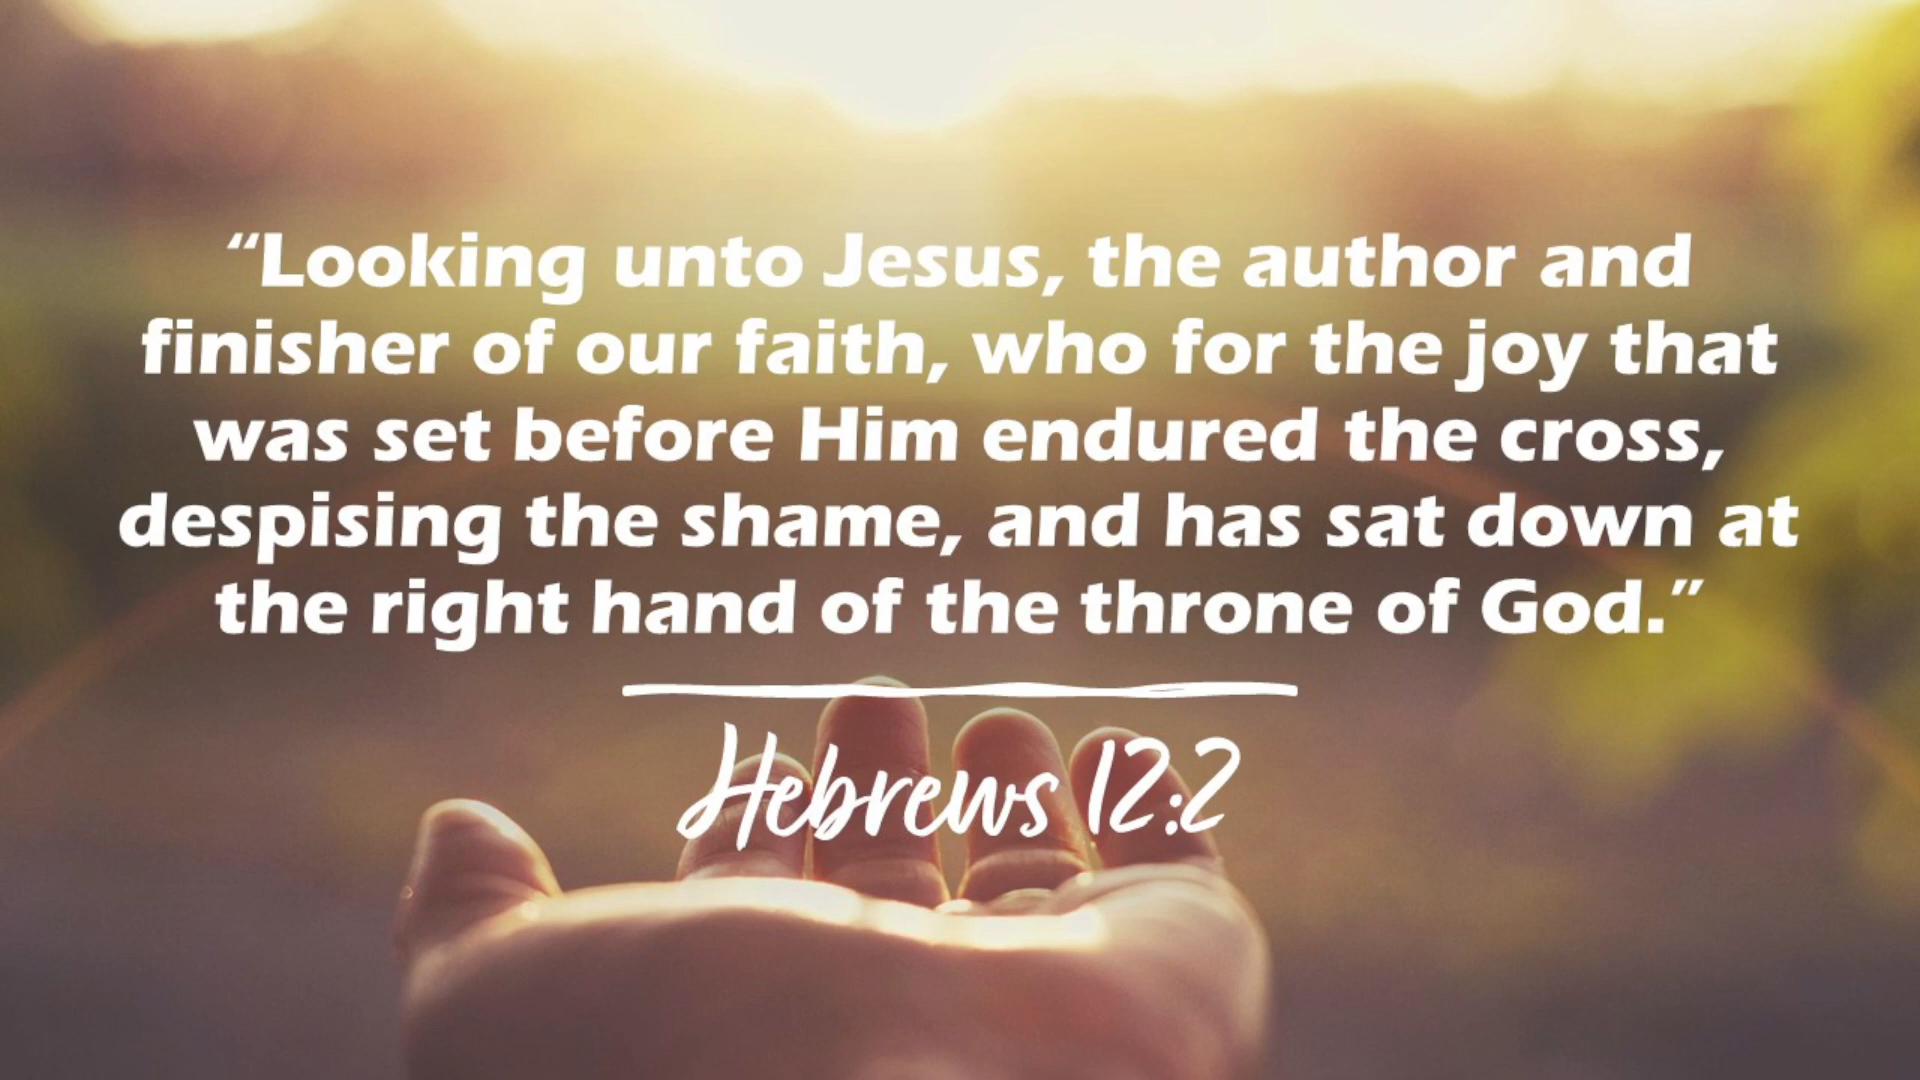 “Looking unto Jesus, the author and
finisher of our faith, who for the joy that
was set before Him endured the cross,
despising the shame, and has sat down at
the right hand of the throne of God.”
Hebrews 12:2